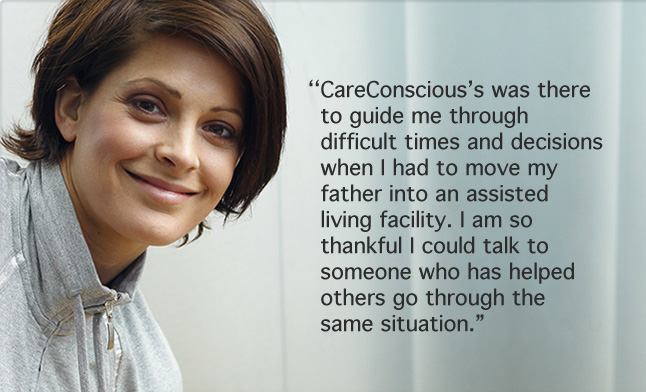 “CareConscious’s was there
to guide me through
difficult times and decisions
when I had to move my
father into an assisted
living facility. I am so
thankful I could talk to
someone who has helped
others go through the
same situation.”